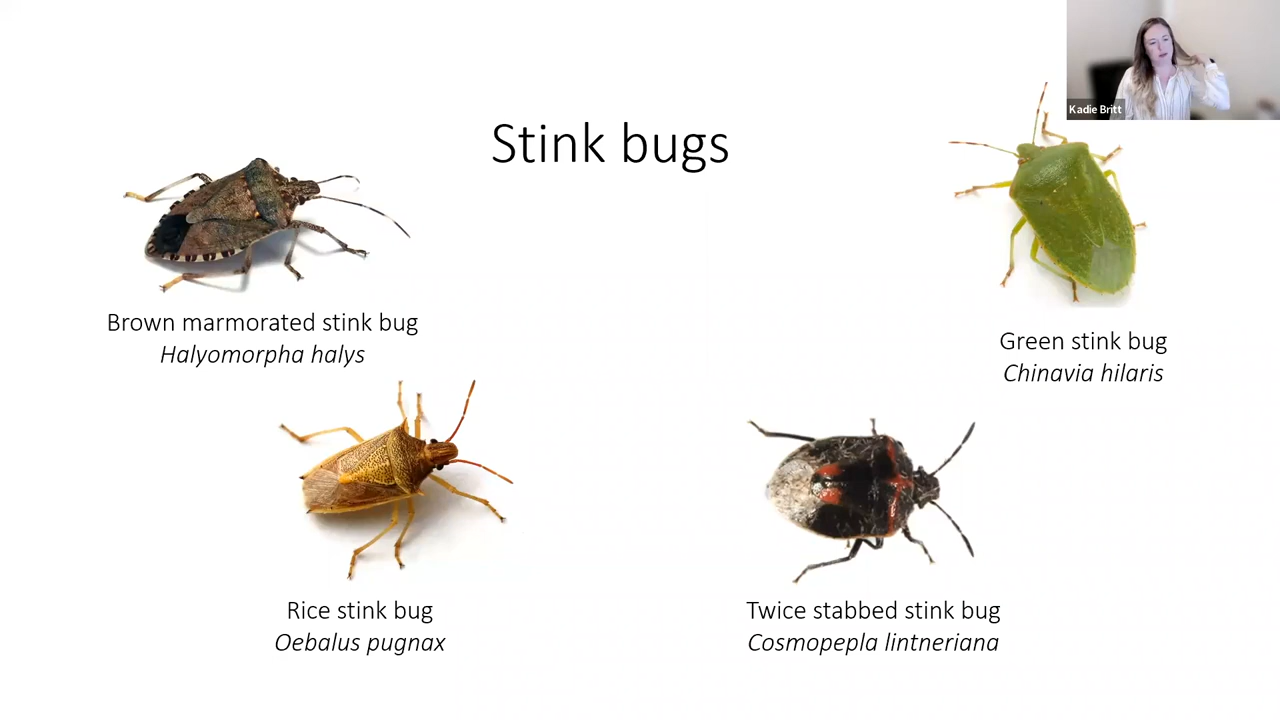 Kadie Britt
Stink bugs
Brown marmorated stink bug
Halyomorpha halys
Green stink bug
Chinavia hilaris
Rice stink bug
Oebalus pugnax
Twice stabbed stink bug
Cosmopepla lintneriana